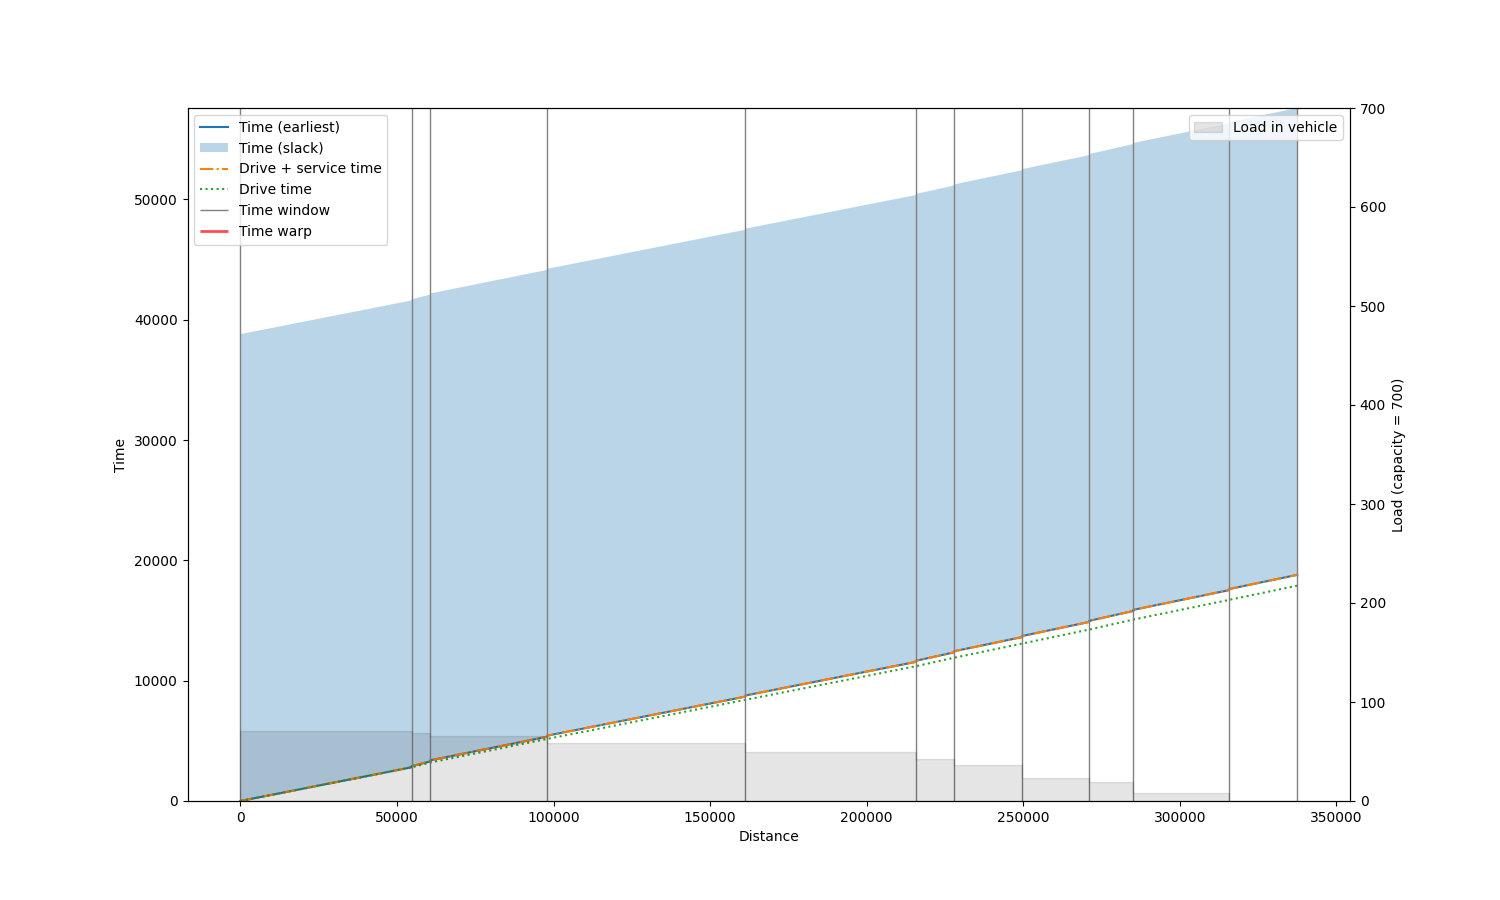 Time (earliest)
Time (slack)
Drive + service time
Drive time
Time window
Time warp
Load in vehicle
Time
50000
40000
30000
20000
10000
0
700
600
500
400
300
200
100
0
Load (capacity = 700)
0
50000
100000
150000
200000
250000
300000
350000
Distance